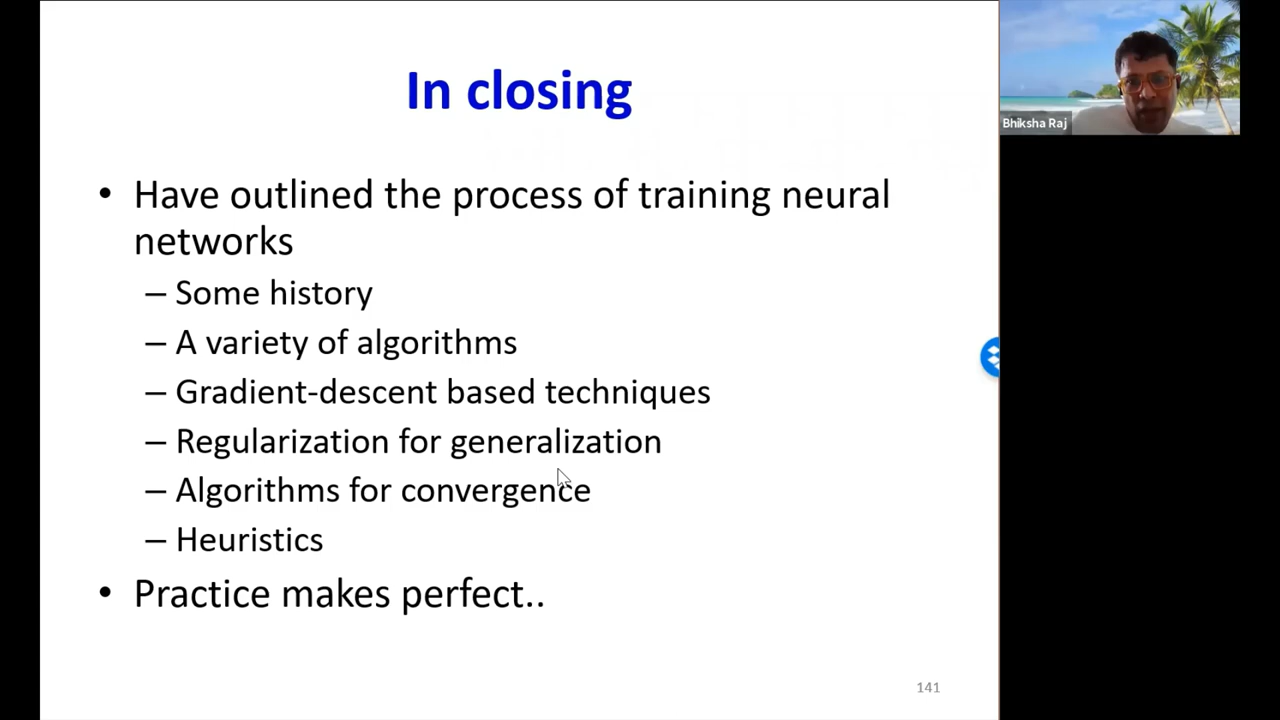 In closing
• Have outlined the process of training neural
networks
– Some history
– A variety of algorithms
– Gradient-descent based techniques
– Regularization for generalization
– Algorithms for convergence
– Heuristics
• Practice makes perfect..
141
Bhiksha Raj